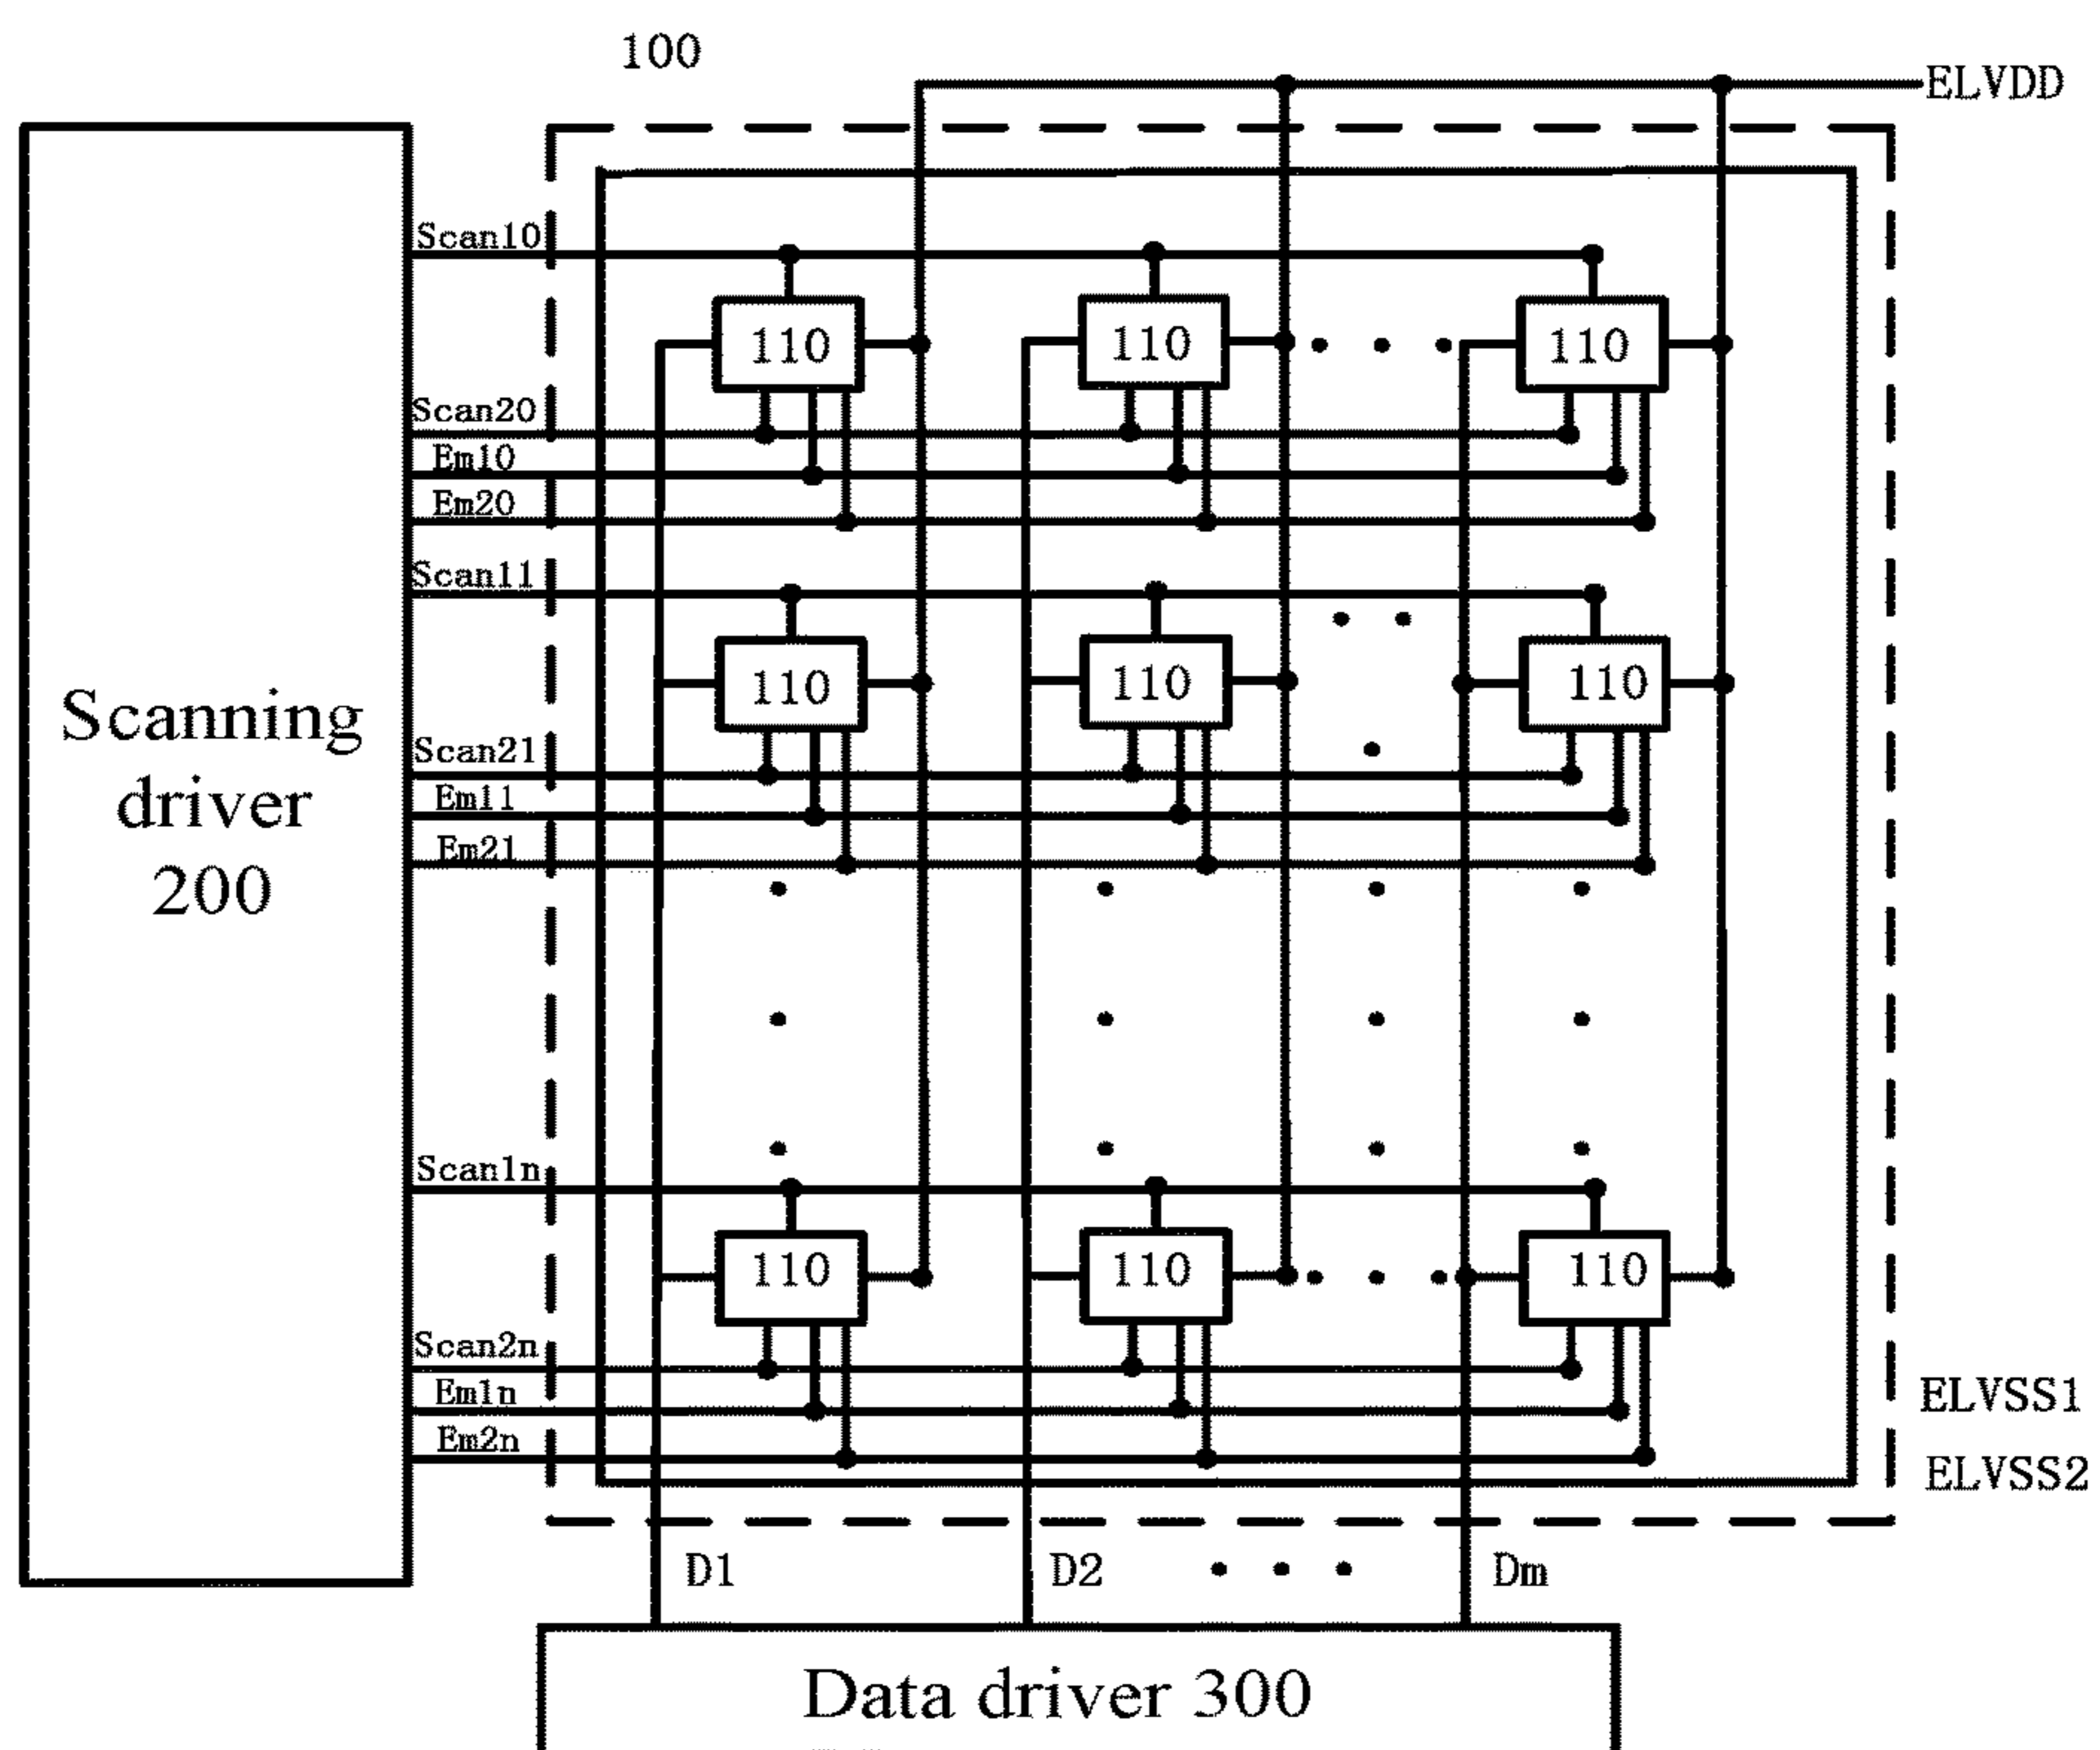 100
ELVDD
Scan10
110 110 110
Scan20
Em10
Em20
Scan11
110 110 110
Scan21
Em11
Em21
Scanning
driver
200
Scan1n
110 110 110
Scan2n
Em1n
Em2n
ELVSS1
ELVSS2
D1 D2 Dm
Data driver 300